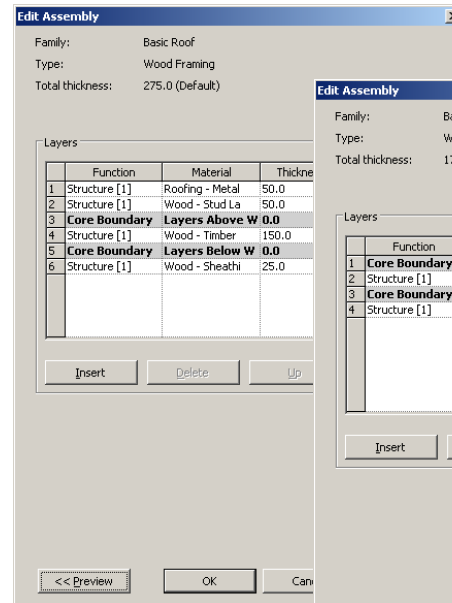 Edit Assembly
Family: Basic Roof
Type: Wood Framing
Total thickness: 275.0 (Default)
Layers
Function Material Thickne
1 Structure [1] Roofing - Metal 50.0
2 Structure [1] Wood - Stud La 50.0
3 Core Boundary Layers Above W 0.0
4 Structure [1] Wood - Timber 150.0
5 Core Boundary Layers Below W 0.0
6 Structure [1] Wood - Sheathi 25.0
Insert Delete Up
<< Preview OK Can
Edit Assembly
Family: Ba
Type: W
Total thickness: 17
Layers
Function
1 Core Boundary
2 Structure [1]
3 Core Boundary
4 Structure [1]
Insert